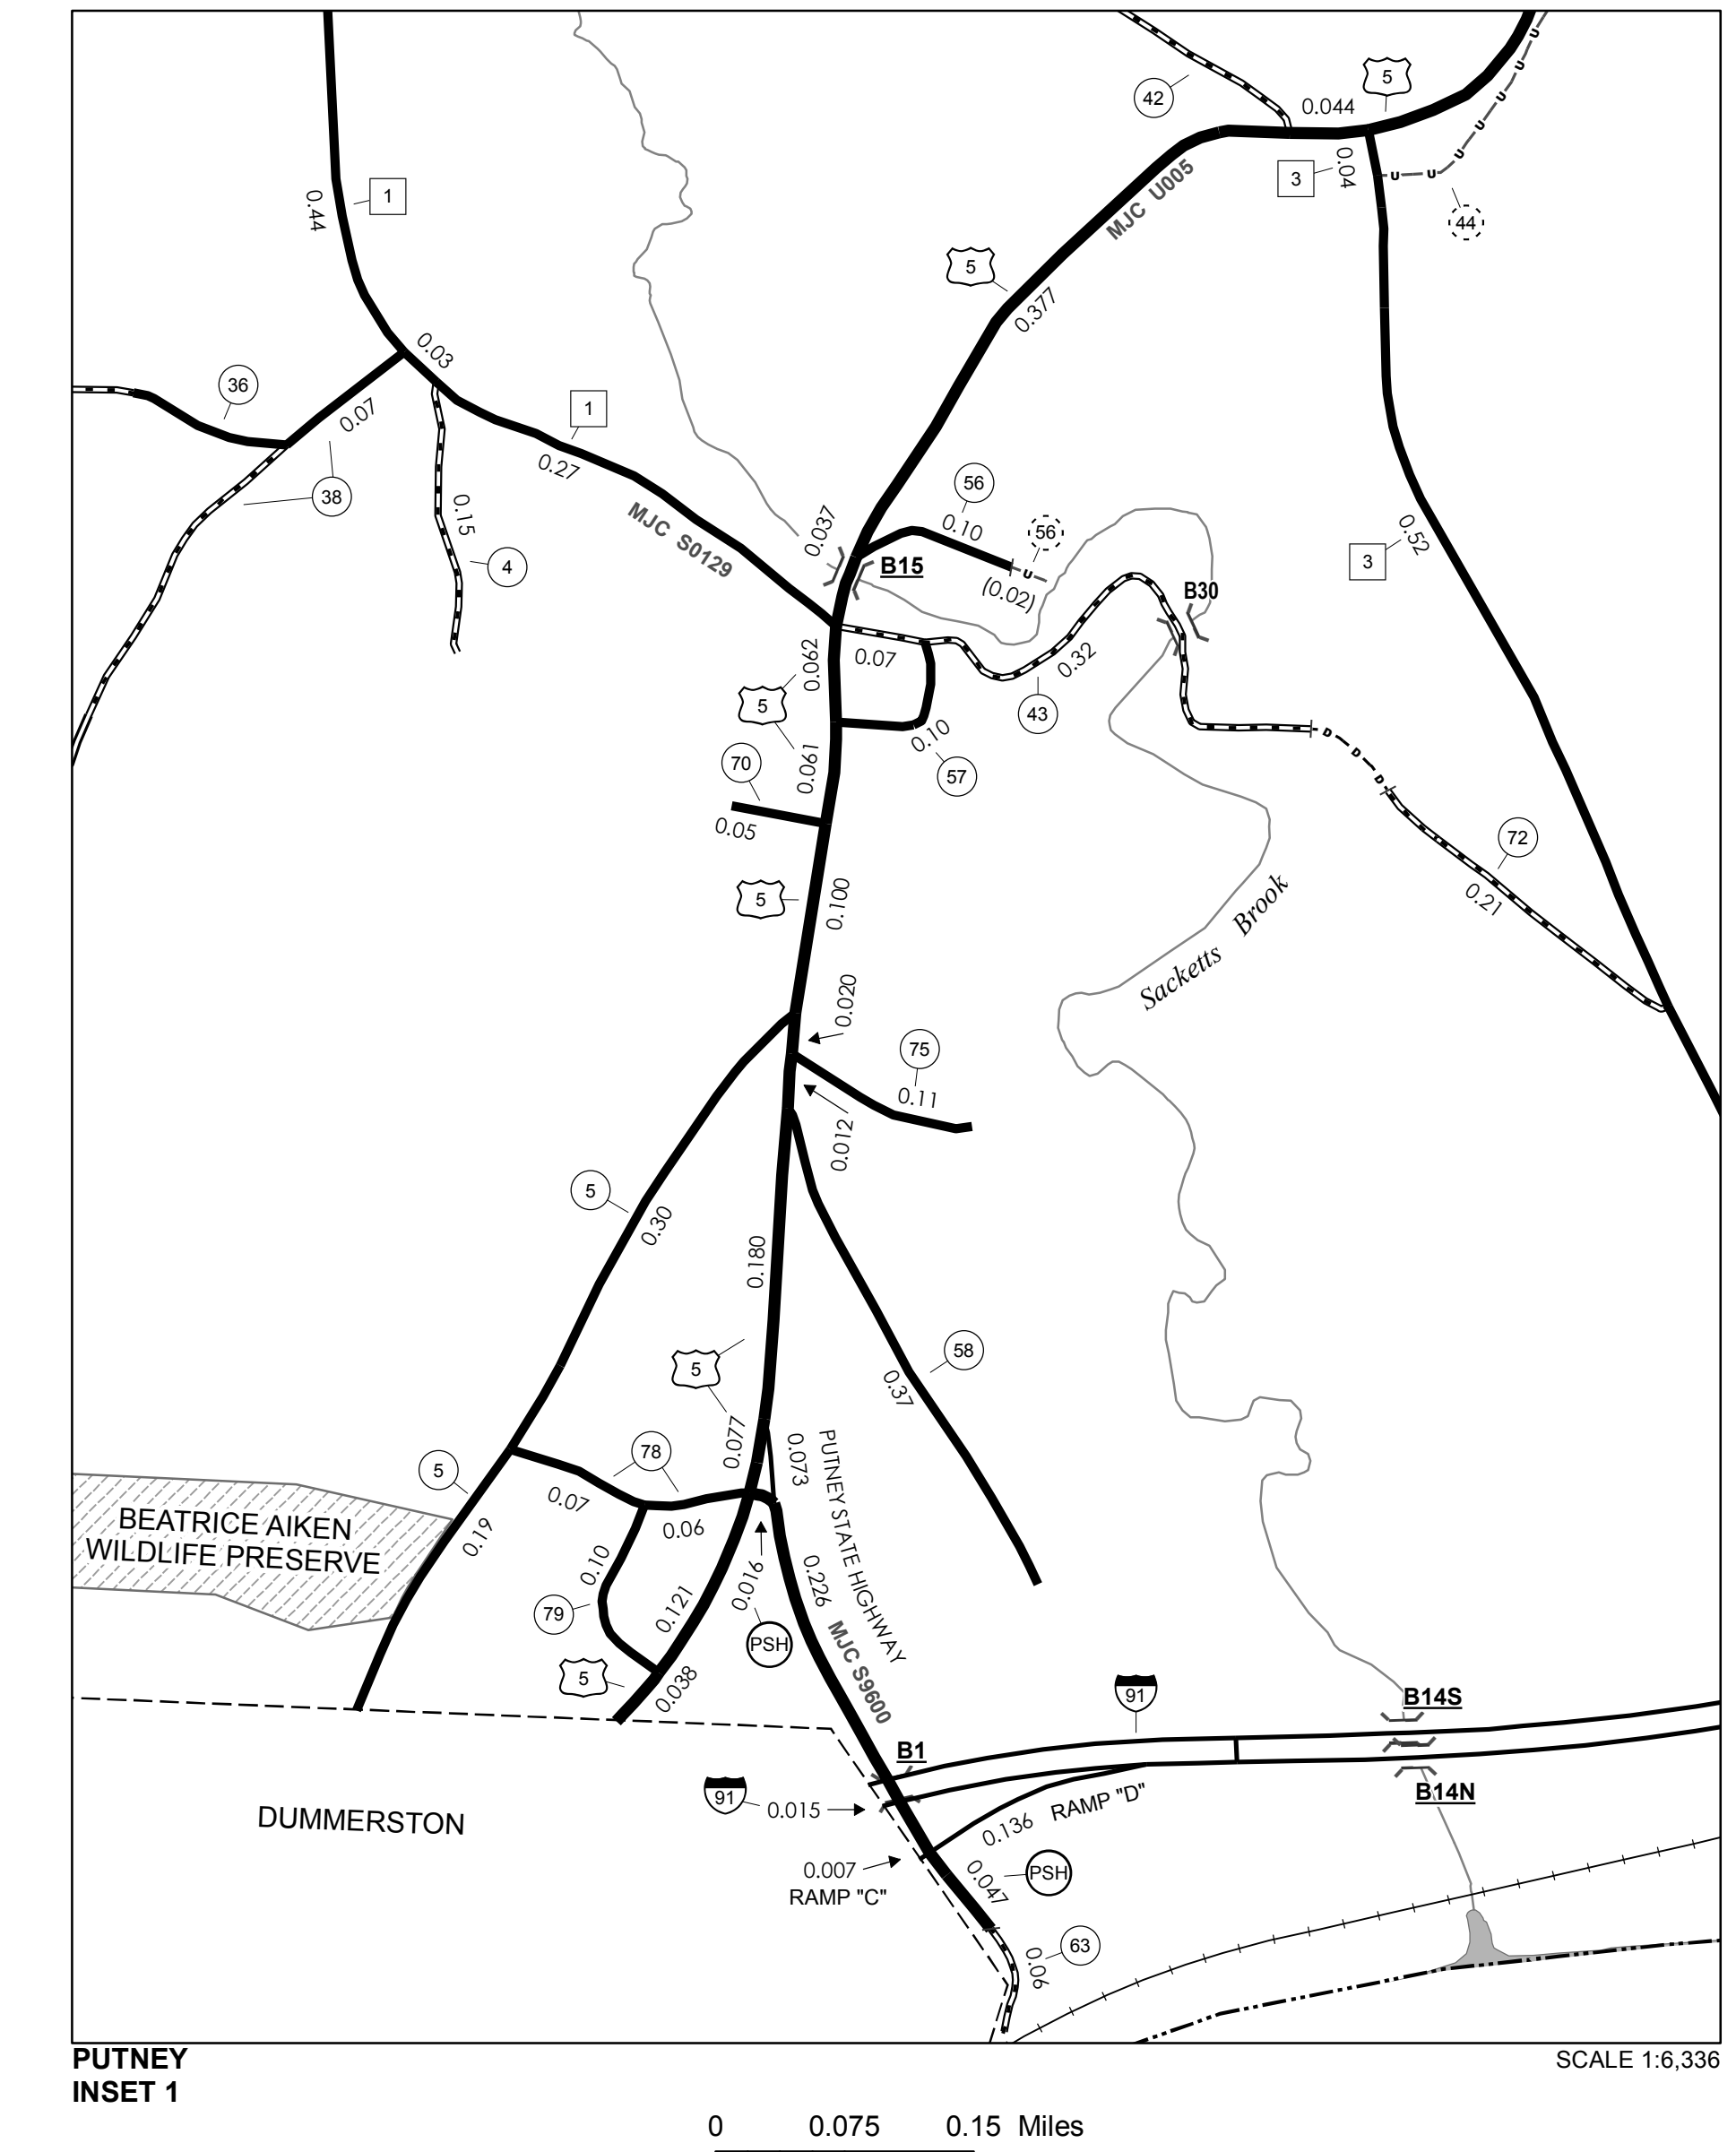 42
5
0.044
3
0.04
44
1
0.44
MJC U005
5
0.377
0.03
36
0.07
1
0.27
38
0.15
4
MJC S0129
0.037
56
0.10
56
B15
(0.02)
B30
3
0.52
0.07
0.32
0.062
5
43
0.10
57
70
0.061
0.05
72
0.21
5
0.100
Sacketts Brook
0.020
75
0.11
0.012
5
0.30
0.180
58
0.37
5
0.077
0.073
PUTNEY STATE HIGHWAY
78
5
0.07
0.06
BEATRICE AIKEN
WILDLIFE PRESERVE
0.19
0.10
79
0.121
0.016
PSH
0.226
MJC S9600
5
0.038
91
B14S
B1
91
0.015
B14N
DUMMERSTON
0.136
RAMP "D"
0.007
RAMP "C"
0.047
PSH
63
0.06
U U U U U U U
U
D D D
PUTNEY
INSET 1
SCALE 1:6,336
0 0.075 0.15 Miles